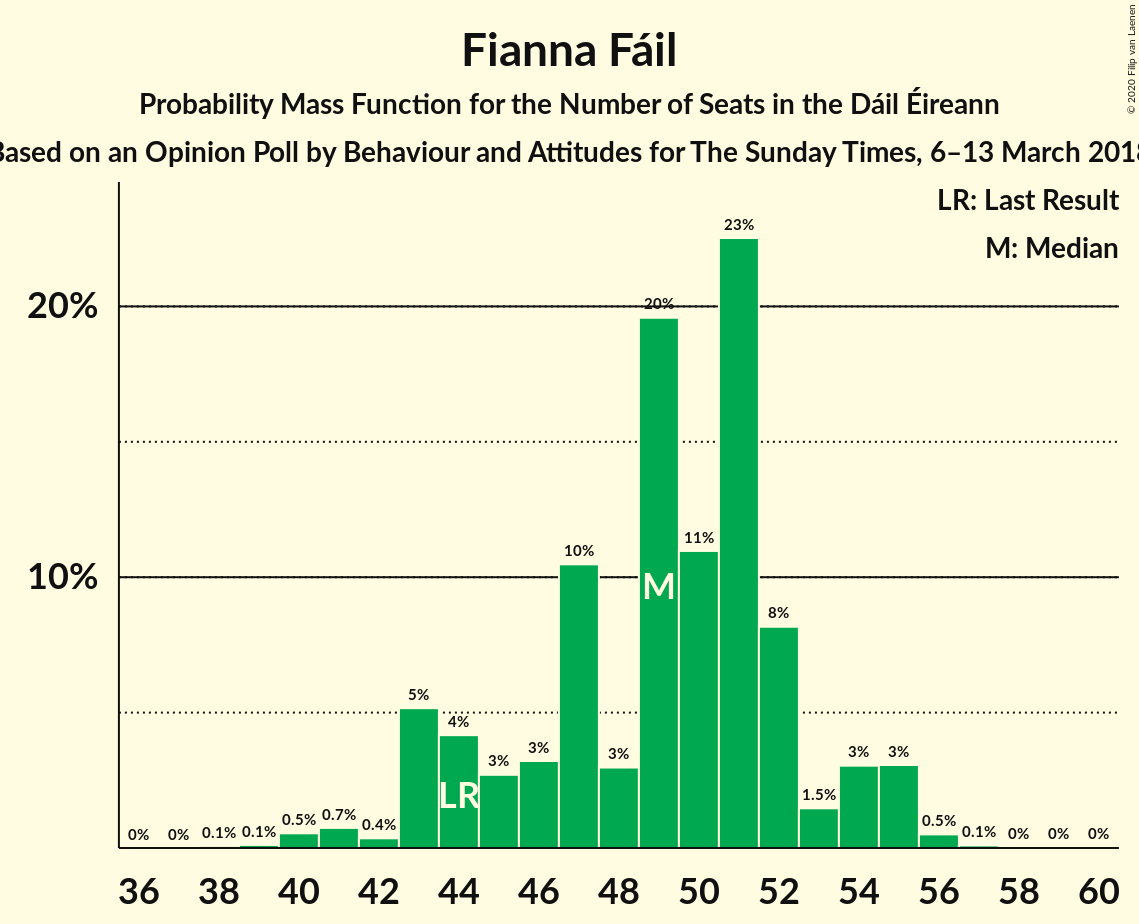 Fianna Fáil
Probability Mass Function for the Number of Seats in the Dáil Éireann
Based on an Opinion Poll by Behaviour and Attitudes for The Sunday Times, 6–13 March 2018
© 2020 Filip van Laenen
LR: Last Result
M: Median
20%
10%
0% 0% 0.1% 0.1% 0.5% 0.7% 0.4% 5% 4% 3% 3% 10% 3% 20% 11% 23% 8% 1.5% 3% 3% 0.5% 0.1% 0% 0% 0%
LR
M
36 38 40 42 44 46 48 50 52 54 56 58 60